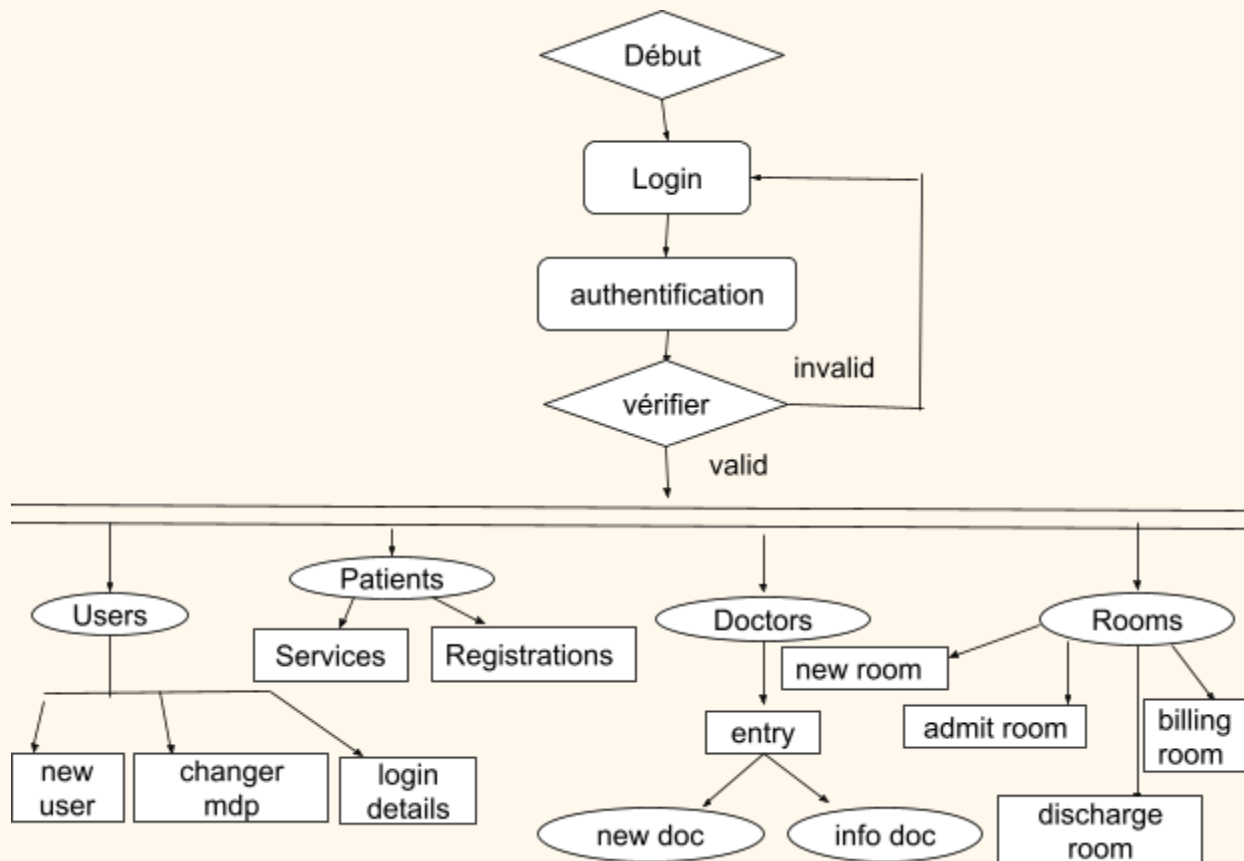 Début
Login
authentification
invalid
vérifier
valid
Patients
Users
Doctors
Rooms
Services
Registrations
new room
admit room
billing
room
entry
new
user
changer
mdp
login
details
new doc
info doc
discharge
room